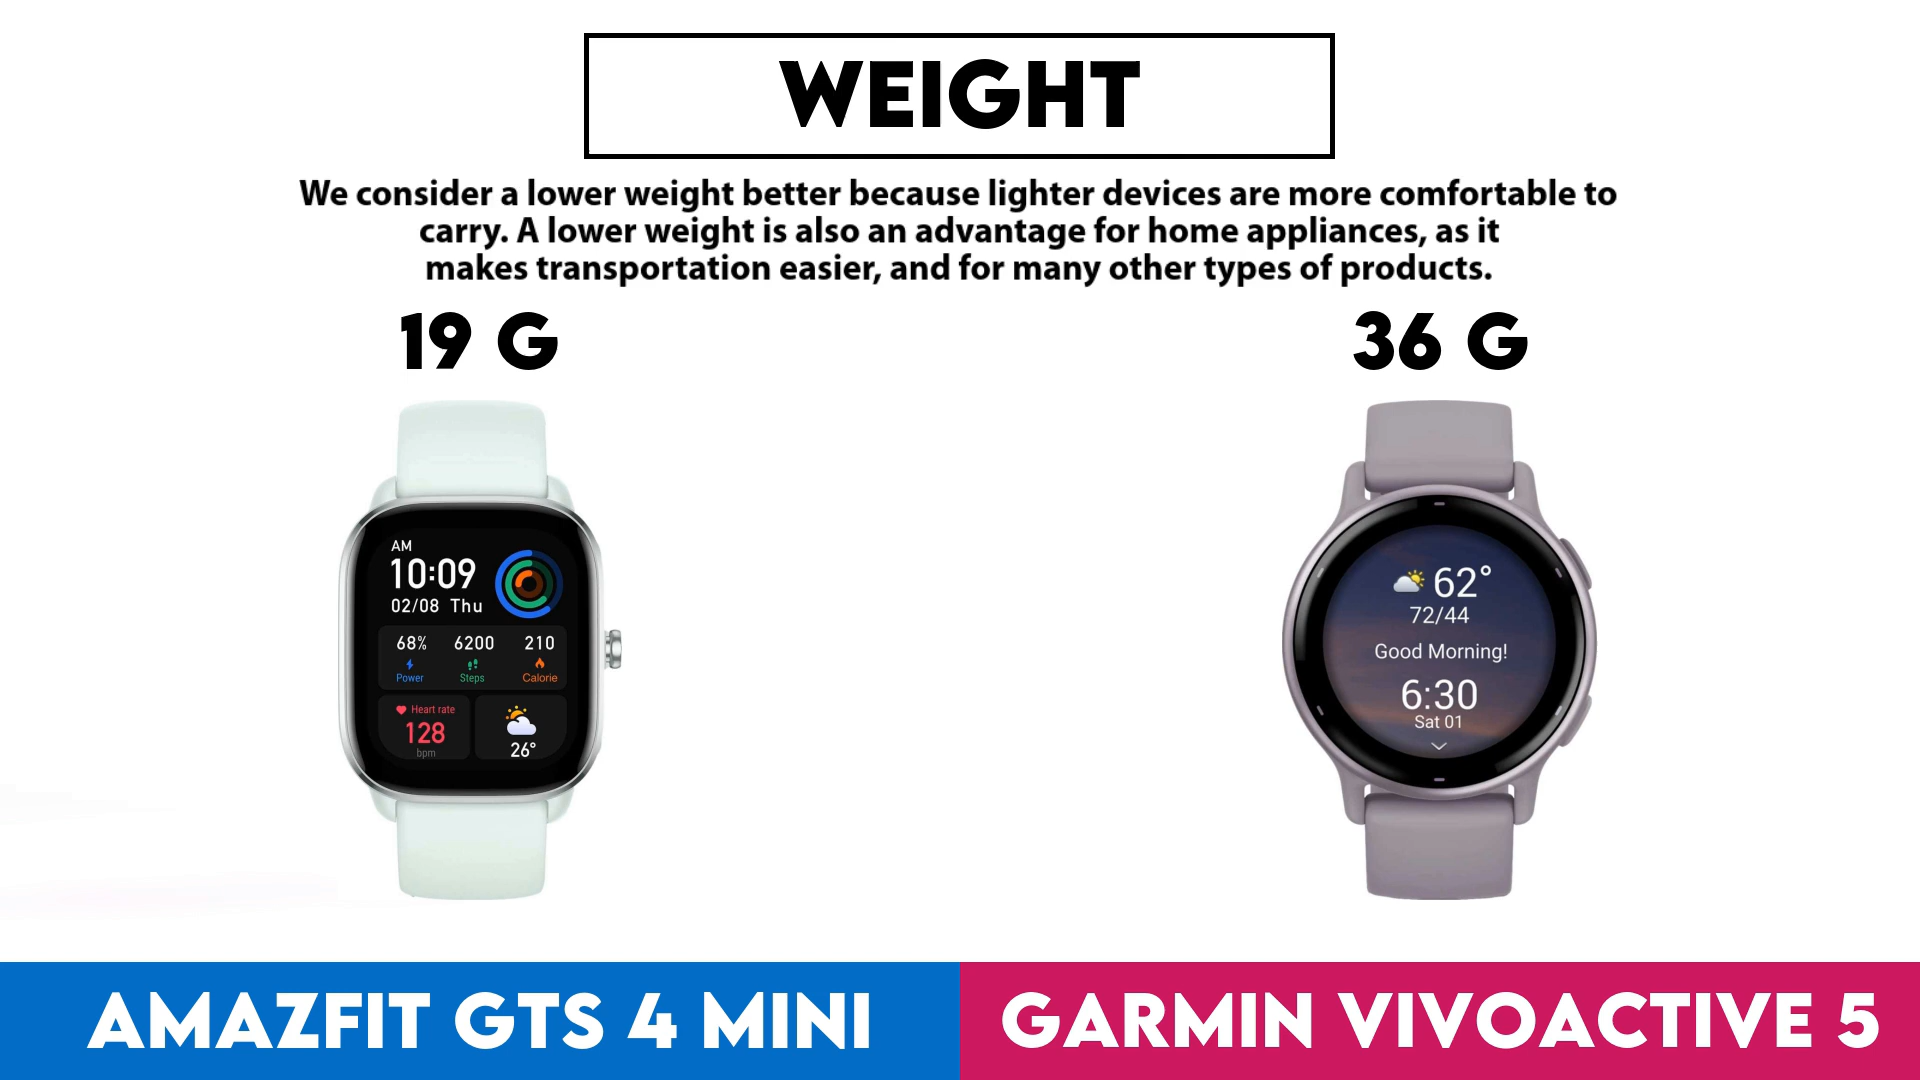 WEIGHT
We consider a lower weight better because lighter devices are more comfortable to
carry. A lower weight is also an advantage for home appliances, as it
makes transportation easier, and for many other types of products.
19 G
36 G
AM
10:09
02/08 Thu
68% 6200 210
Power Steps Calorie
Heart rate
128
bpm
26°
62°
72/44
Good Morning!
6:30
Sat 01
AMAZFIT GTS 4 MINI
GARMIN VIVOACTIVE 5